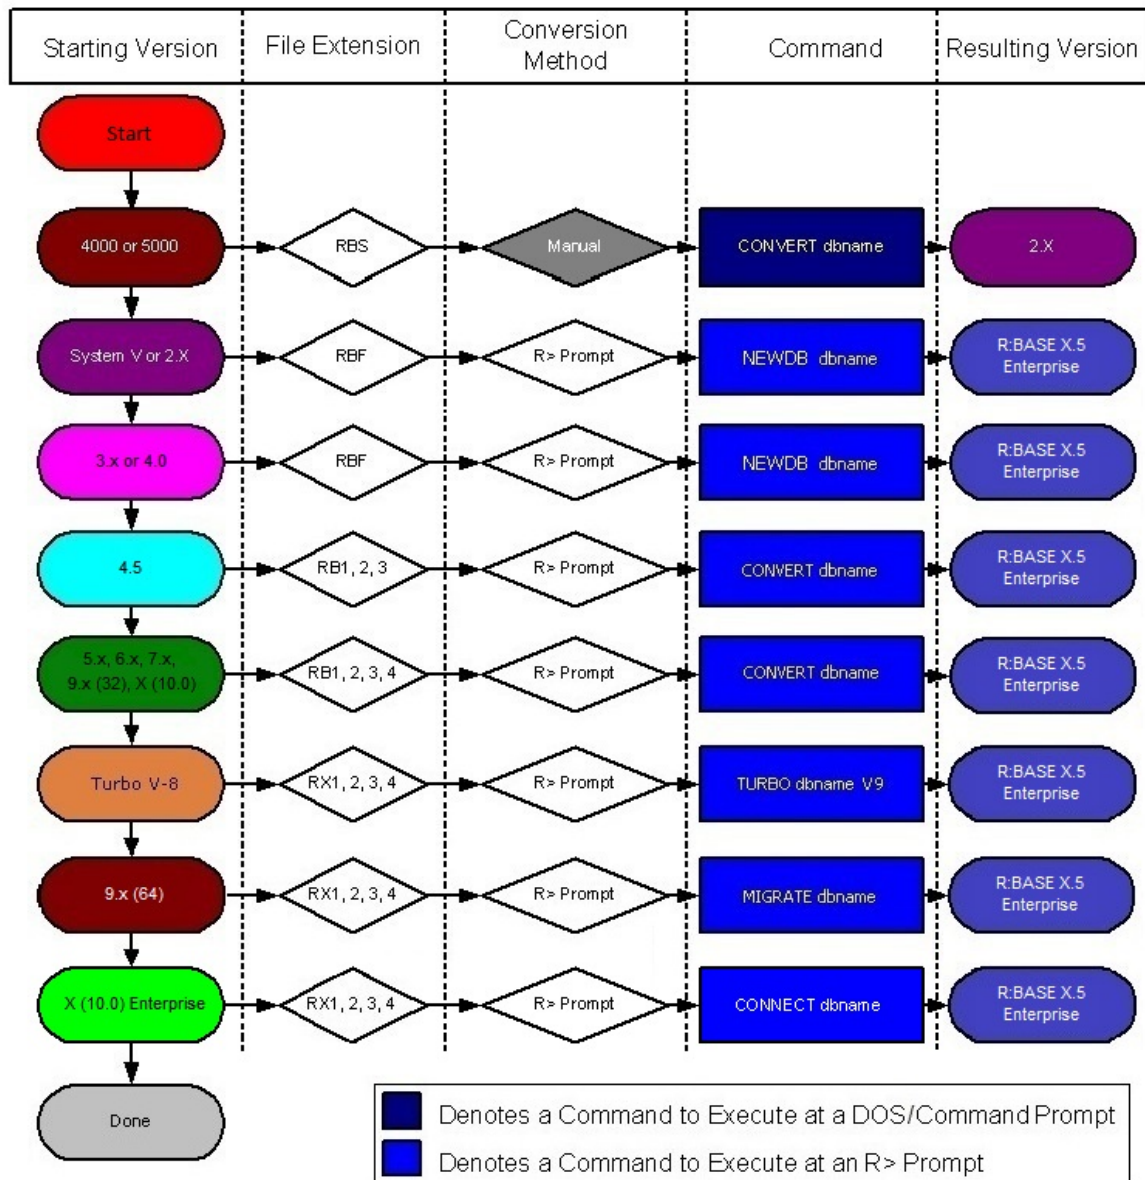 Starting Version
File Extension
Conversion
Method
Command
Resulting Version
Start
4000 or 5000
RBS
Manual
CONVERT dbname
2.X
System V or 2.X
RBF
R> Prompt
NEWDB dbname
R:BASE X.5
Enterprise
3.x or 4.0
RBF
R> Prompt
NEWDB dbname
R:BASE X.5
Enterprise
4.5
RB1, 2, 3
R> Prompt
CONVERT dbname
R:BASE X.5
Enterprise
5.x, 6.x, 7.x,
9.x (32), X (10.0)
RB1, 2, 3, 4
R> Prompt
CONVERT dbname
R:BASE X.5
Enterprise
Turbo V-8
RX1, 2, 3, 4
R> Prompt
TURBO dbname V9
R:BASE X.5
Enterprise
9.x (64)
RX1, 2, 3, 4
R> Prompt
MIGRATE dbname
R:BASE X.5
Enterprise
X (10.0) Enterprise
RX1, 2, 3, 4
R> Prompt
CONNECT dbname
R:BASE X.5
Enterprise
Done
Denotes a Command to Execute at a DOS/Command Prompt
Denotes a Command to Execute at an R> Prompt